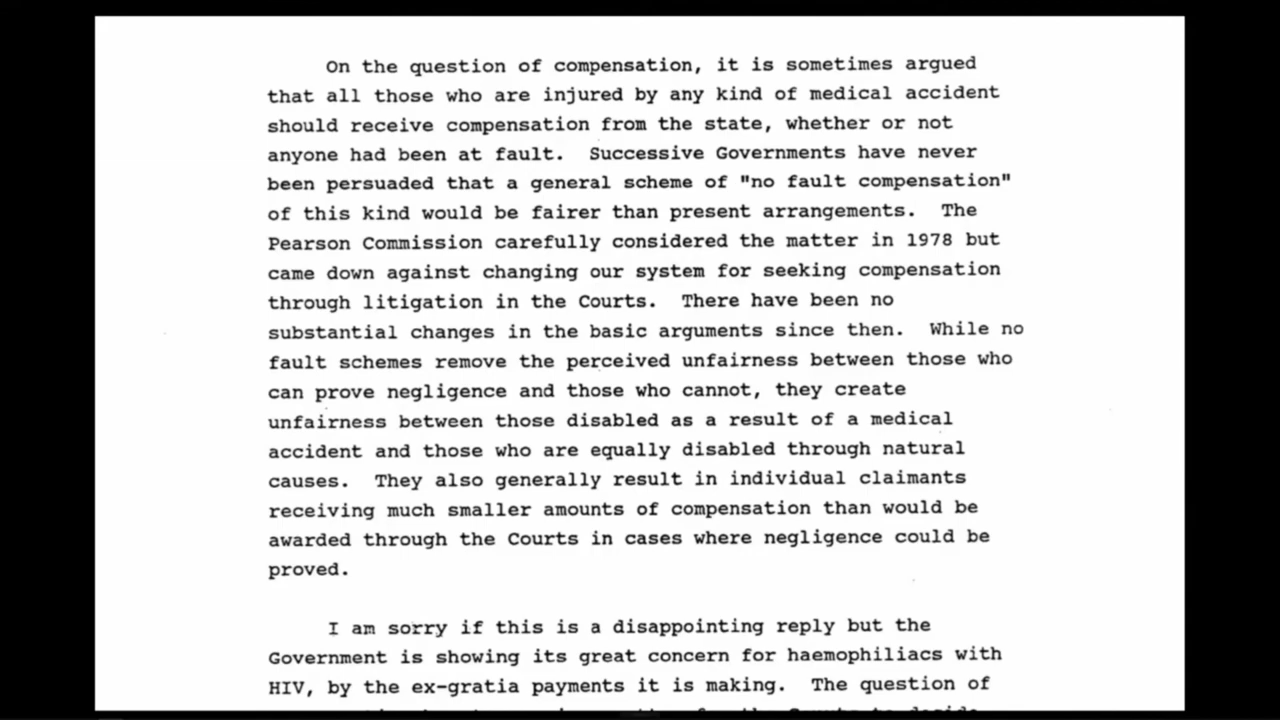 On the question of compensation, it is sometimes argued
that all those who are injured by any kind of medical accident
should receive compensation from the state, whether or not
anyone had been at fault. Successive Governments have never
been persuaded that a general scheme of "no fault compensation"
of this kind would be fairer than present arrangements. The
Pearson Commission carefully considered the matter in 1978 but
came down against changing our system for seeking compensation
through litigation in the Courts. There have been no
substantial changes in the basic arguments since then. While no
fault schemes remove the perceived unfairness between those who
can prove negligence and those who cannot, they create
unfairness between those disabled as a result of a medical
accident and those who are equally disabled through natural
causes. They also generally result in individual claimants
receiving much smaller amounts of compensation than would be
awarded through the Courts in cases where negligence could be
proved.
I am sorry if this is a disappointing reply but the
Government is showing its great concern for haemophiliacs with
HIV, by the ex-gratia payments it is making. The question of